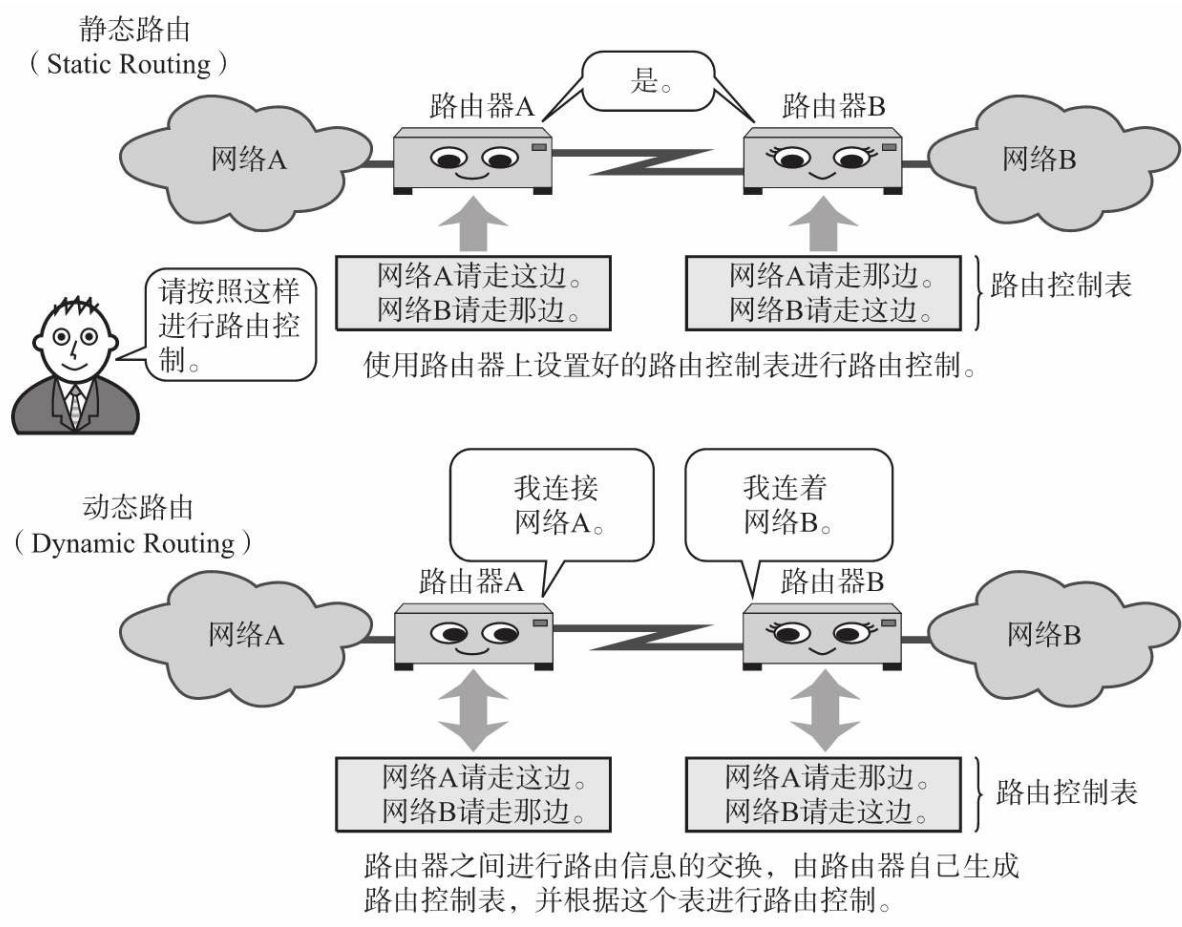 静态路由
（Static Routing）
是。
路由器A
路由器B
网络A
网络B
网络A请走这边。
网络B请走那边。
网络A请走那边。
网络B请走这边。
路由控制表
请按照这样
进行路由控
制。
使用路由器上设置好的路由控制表进行路由控制。
动态路由
（Dynamic Routing）
我连接
网络A。
我连着
网络B。
路由器A
路由器B
网络A
网络B
网络A请走这边。
网络B请走那边。
网络A请走那边。
网络B请走这边。
路由控制表
路由器之间进行路由信息的交换，由路由器自己生成
路由控制表，并根据这个表进行路由控制。